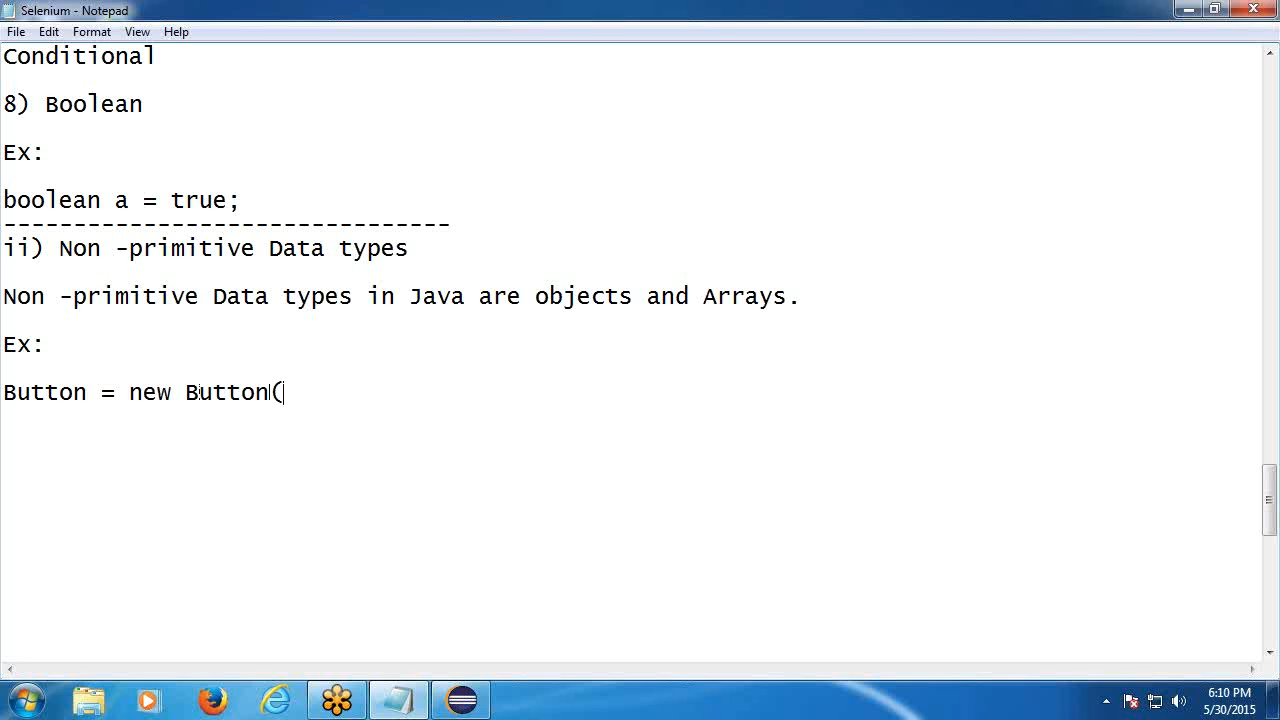 Selenium - Notepad
File Edit Format View Help
Conditional
8) Boolean
Ex:
boolean a = true;
--------------------------------
ii) Non -primitive Data types
Non -primitive Data types in Java are objects and Arrays.
Ex:
Button = new Button(
6:10 PM
5/30/2015